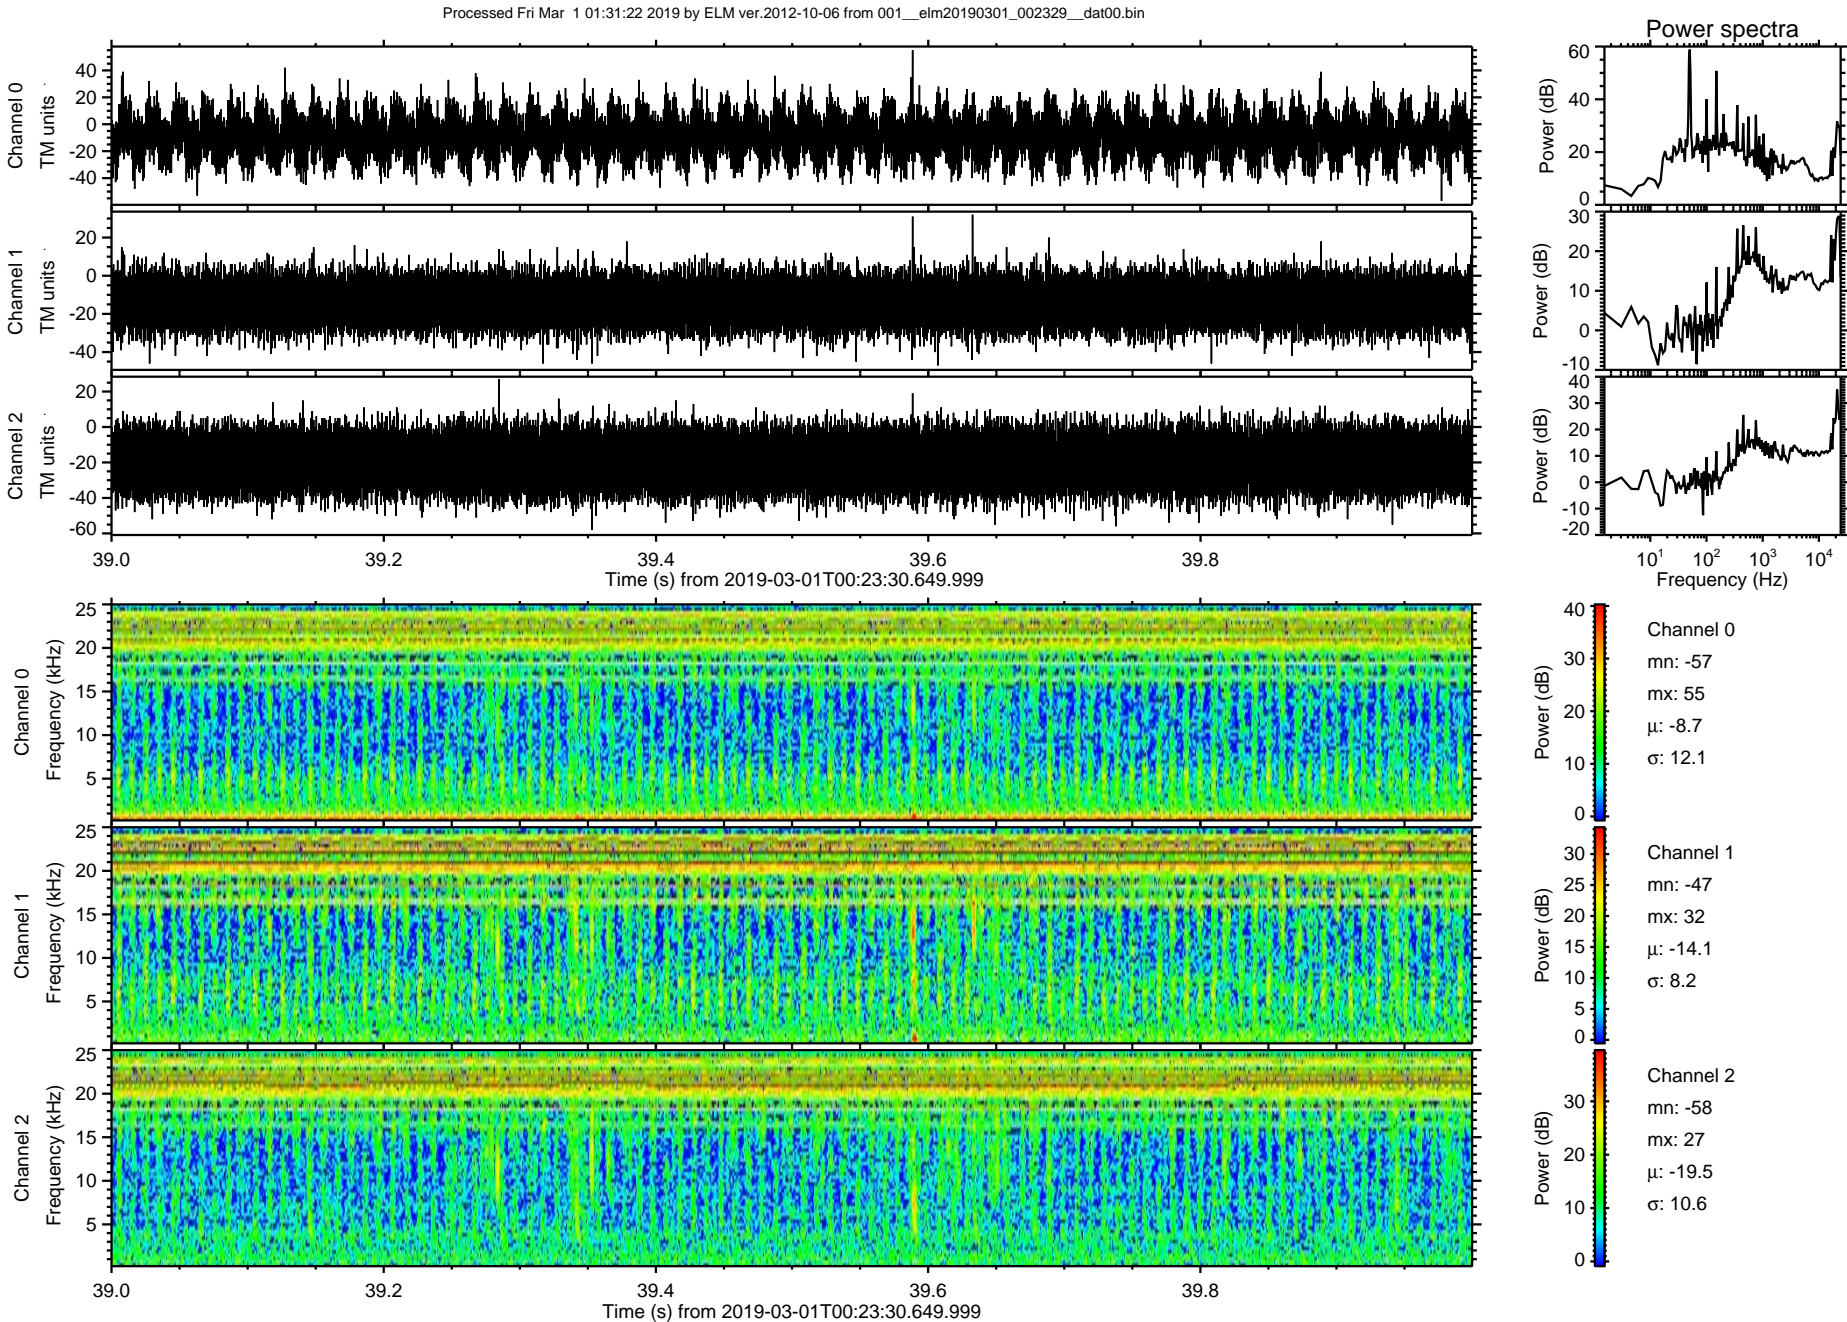 Processed Fri Mar  1 01:31:22 2019 by ELM ver.2012-10-06 from 001__elm20190301_002329__dat00.bin
Power spectra
Channel 0
TM units
40
20
0
-20
-40
Power (dB)
60
40
20
0
Channel 1
TM units
20
0
-20
-40
Power (dB)
30
20
10
0
-10
Channel 2
TM units
20
0
-20
-40
-60
Power (dB)
40
30
20
10
0
-10
-20
39.0 39.2 39.4 39.6 39.8
Time (s) from 2019-03-01T00:23:30.649.999
10¹ 10² 10³ 10⁴
Frequency (Hz)
Channel 0
Frequency (kHz)
25
20
15
10
5
Power (dB)
40
30
20
10
0
Channel 0
mn: -57
mx: 55
μ: -8.7
σ: 12.1
Channel 1
Frequency (kHz)
25
20
15
10
5
Power (dB)
30
25
20
15
10
5
0
Channel 1
mn: -47
mx: 32
μ: -14.1
σ: 8.2
Channel 2
Frequency (kHz)
25
20
15
10
5
Power (dB)
30
20
10
0
Channel 2
mn: -58
mx: 27
μ: -19.5
σ: 10.6
39.0 39.2 39.4 39.6 39.8
Time (s) from 2019-03-01T00:23:30.649.999